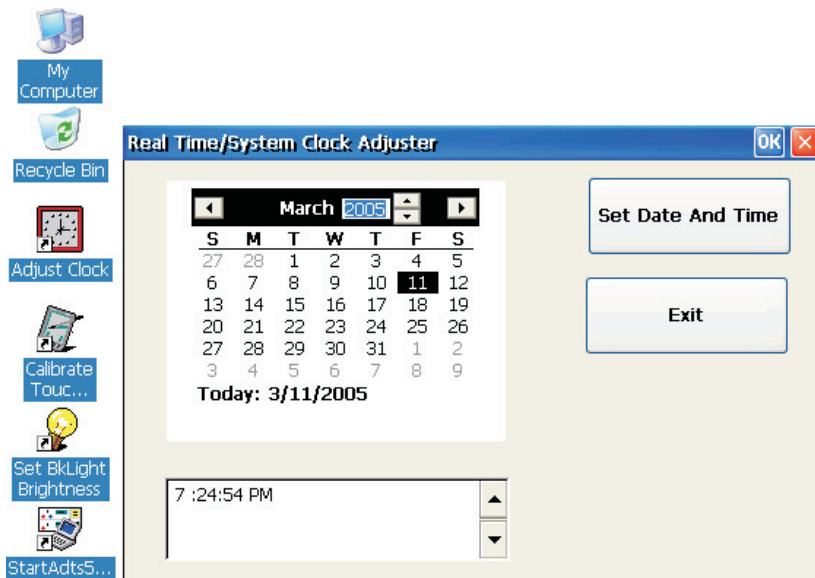 My
Computer
Recycle Bin
Adjust Clock
Calibrate
Touc...
Set BkLight
Brightness
StartAdts5...
Real Time/System Clock Adjuster
OK
March 2005
S M T W T F S
27 28 1 2 3 4 5
6 7 8 9 10 11 12
13 14 15 16 17 18 19
20 21 22 23 24 25 26
27 28 29 30 31 1 2
3 4 5 6 7 8 9
Today: 3/11/2005
7 :24:54 PM
Set Date And Time
Exit